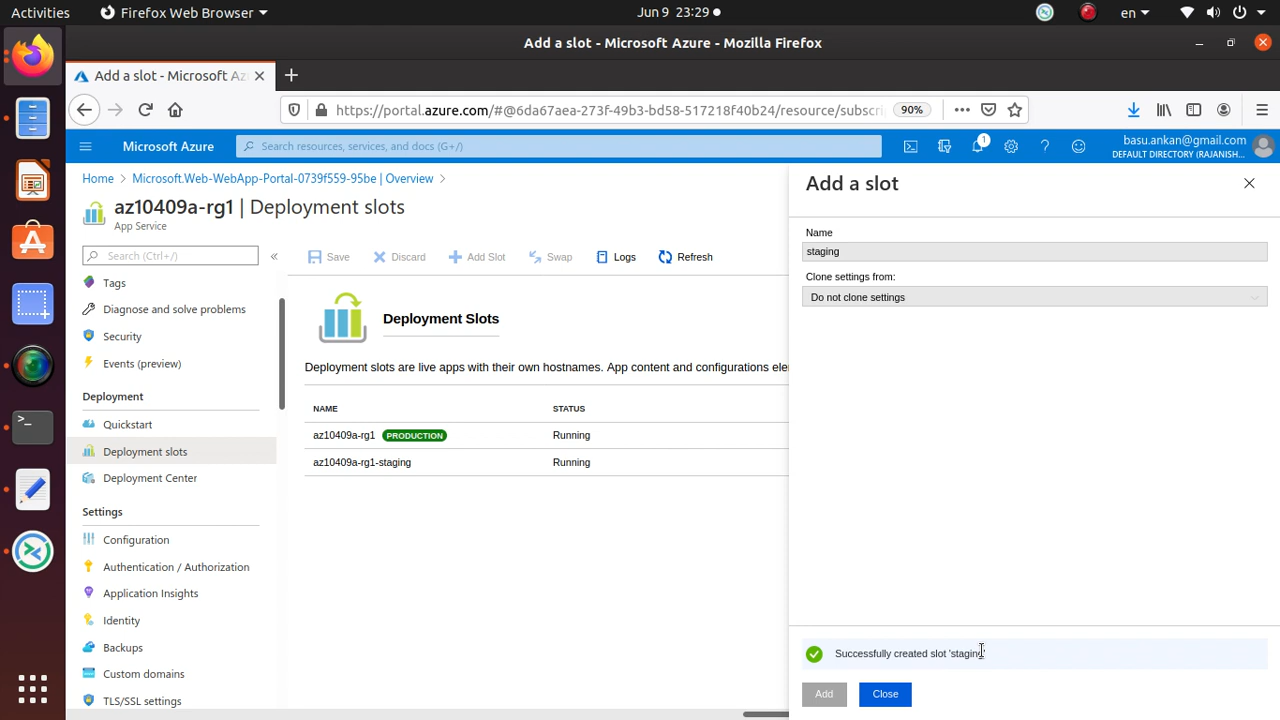 Activities
Firefox Web Browser
Jun 9 23:29
en
Add a slot - Microsoft Azure - Mozilla Firefox
Add a slot - Microsoft Az
https://portal.azure.com/#@6da67aea-273f-49b3-bd58-517218f40b24/resource/subscri
90%
Microsoft Azure
Search resources, services, and docs (G+/)
1
basu.ankan@gmail.com
DEFAULT DIRECTORY (RAJANISH...
Home
Microsoft.Web-WebApp-Portal-0739f559-95be | Overview
az10409a-rg1 | Deployment slots
App Service
Search (Ctrl+/)
«
Tags
Diagnose and solve problems
Security
Events (preview)
Deployment
Quickstart
Deployment slots
Deployment Center
Settings
Configuration
Authentication / Authorization
Application Insights
Identity
Backups
Custom domains
TLS/SSL settings
Save
Discard
Add Slot
Swap
Logs
Refresh
Deployment Slots
Deployment slots are live apps with their own hostnames. App content and configurations ele
NAME STATUS
az10409a-rg1 PRODUCTION Running
az10409a-rg1-staging Running
Add a slot
Name
staging
Clone settings from:
Do not clone settings
Successfully created slot 'staging'
Add
Close